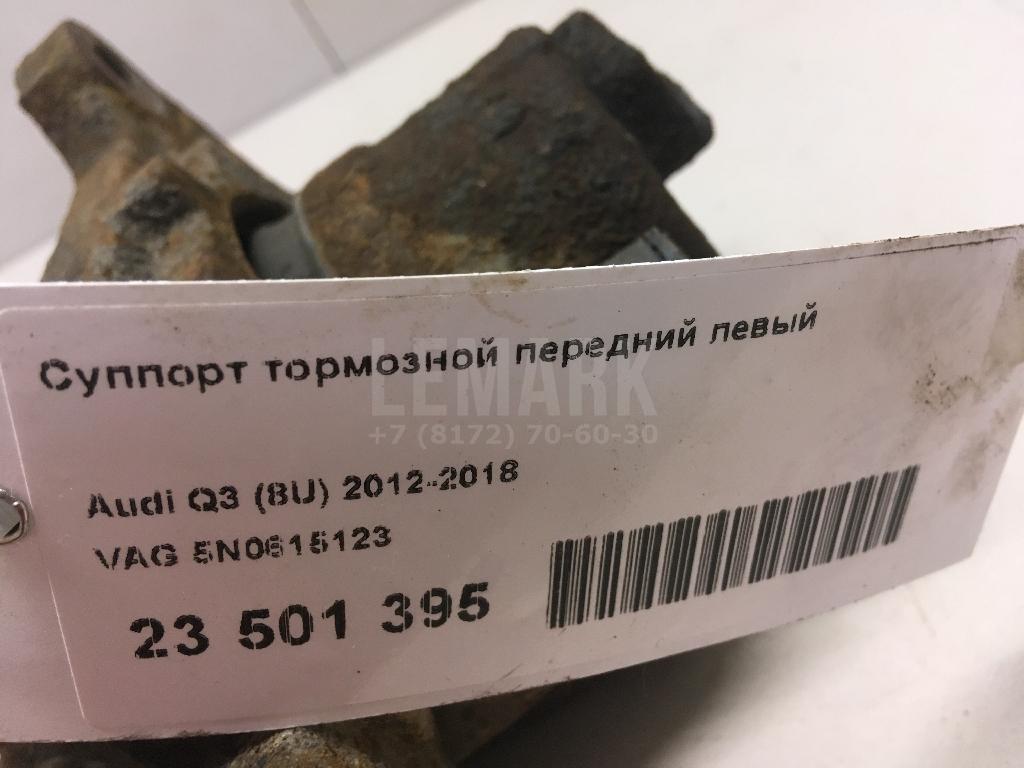 Суппорт тормозной передний левый
LEMARK
+7 (8172) 70-60-30
Audi Q3 (8U) 2012-2018
VAG 5N0615123
23 501 395